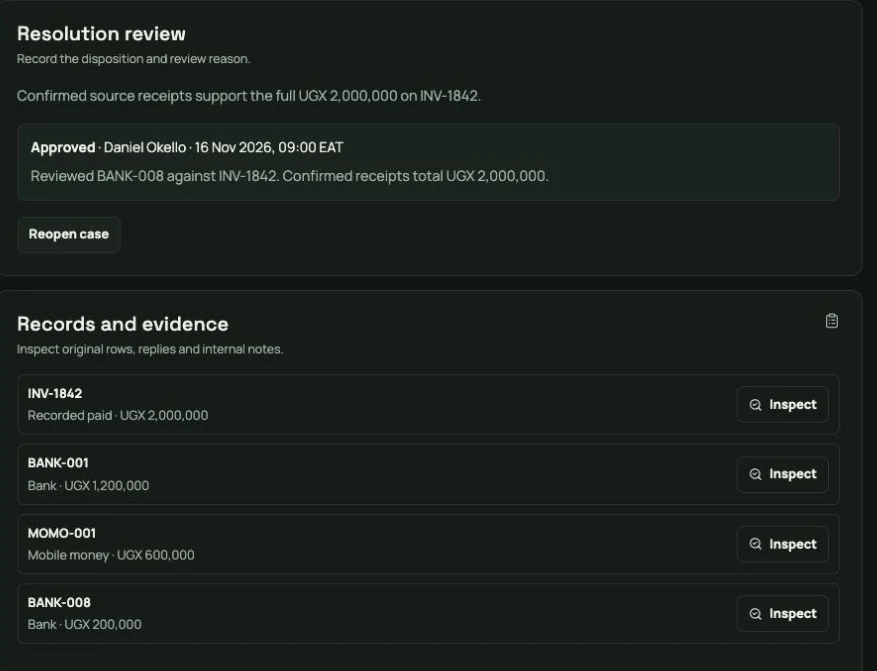 Resolution review
Record the disposition and review reason.
Confirmed source receipts support the full UGX 2,000,000 on INV-1842.
Approved · Daniel Okello · 16 Nov 2026, 09:00 EAT
Reviewed BANK-008 against INV-1842. Confirmed receipts total UGX 2,000,000.
Reopen case
Records and evidence
Inspect original rows, replies and internal notes.
INV-1842
Recorded paid · UGX 2,000,000
Inspect
BANK-001
Bank · UGX 1,200,000
Inspect
MOMO-001
Mobile money · UGX 600,000
Inspect
BANK-008
Bank · UGX 200,000
Inspect